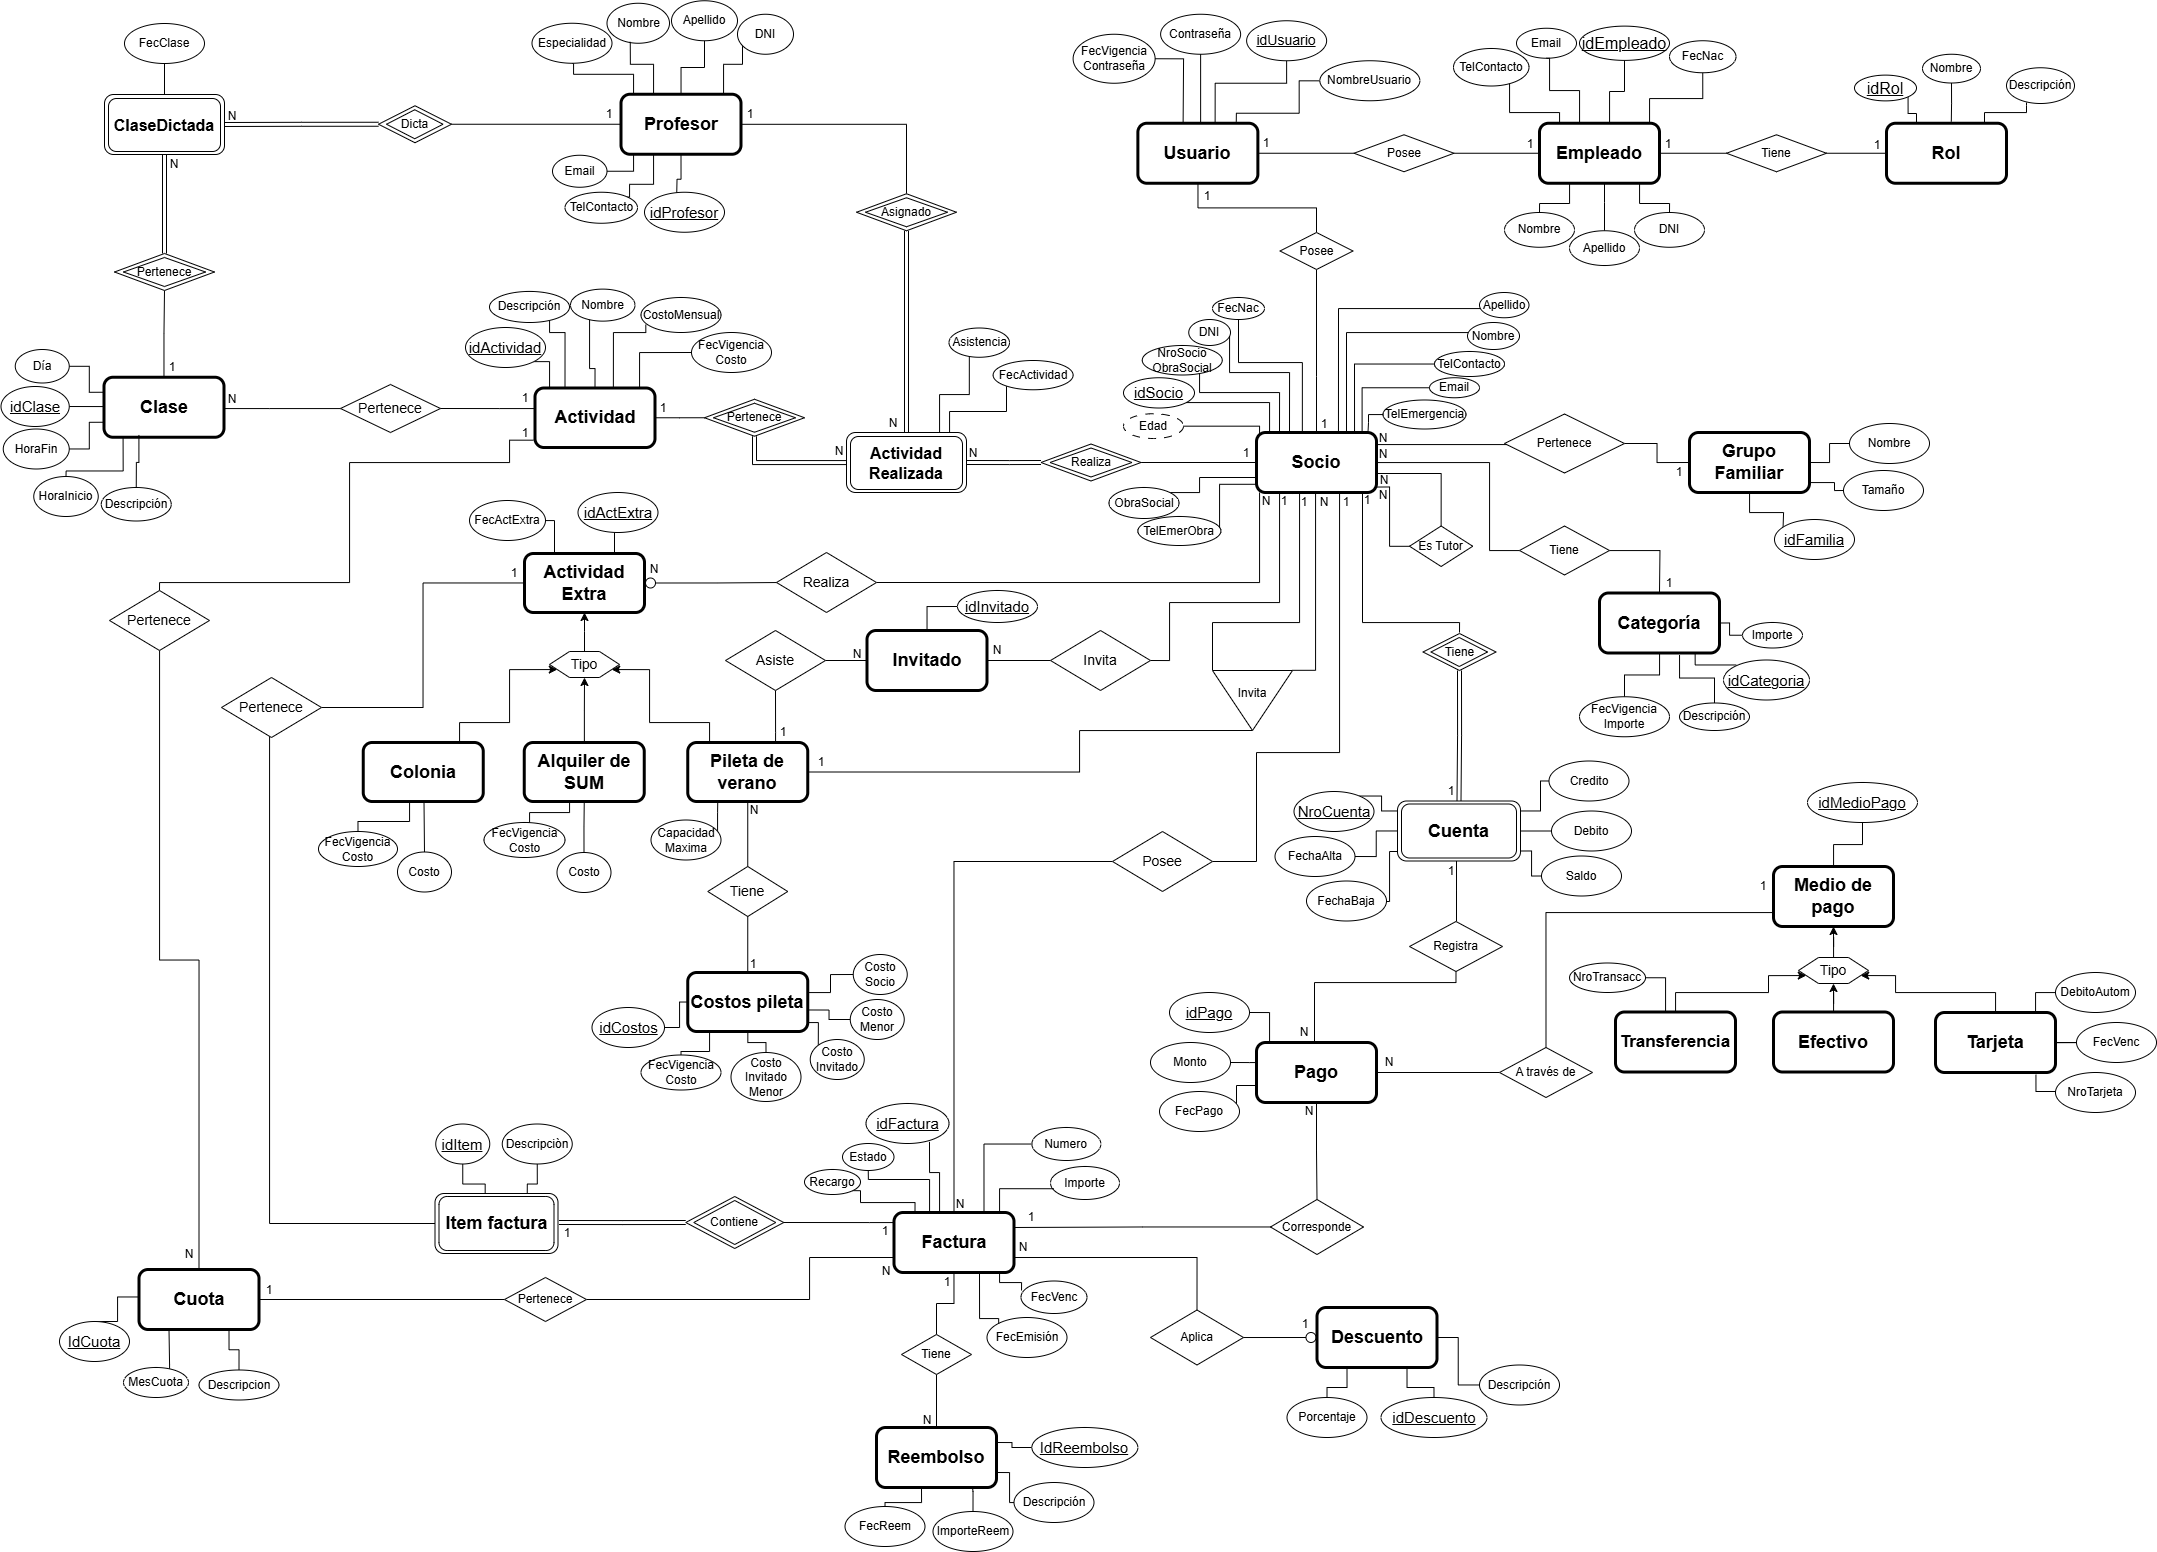 FecClase
Especialidad
Nombre
Apellido
DNI
ClaseDictada
N
Dicta
1
Profesor
1
N
Email
TelContacto
idProfesor
Asignado
Pertenece
FecVigencia
Contraseña
Contraseña
idUsuario
NombreUsuario
Usuario
1
Posee
1
1
Posee
TelContacto
Email
idEmpleado
FecNac
Empleado
1
Tiene
1
Nombre
Apellido
DNI
idRol
Nombre
Descripción
Rol
Día
idClase
HoraFin
HoraInicio
Descripción
1
Clase
N
Pertenece
1
1
Descripción
Nombre
CostoMensual
idActividad
FecVigencia
Costo
Actividad
1
Pertenece
N
Asistencia
FecActividad
N
Actividad
Realizada
N
Realiza
1
FecNac
DNI
NroSocio
ObraSocial
idSocio
Edad
ObraSocial
TelEmerObra
Apellido
Nombre
TelContacto
Email
TelEmergencia
1
Socio
N
N
N
N
N
1
1
N
1
1
Es Tutor
Pertenece
1
Grupo
Familiar
Nombre
Tamaño
idFamilia
Tiene
1
Categoría
Importe
idCategoria
Descripción
FecVigencia
Importe
FecActExtra
idActExtra
1
Actividad
Extra
N
Realiza
Pertenece
Pertenece
Tipo
Asiste
N
idInvitado
Invitado
N
Invita
Invita
Tiene
Colonia
FecVigencia
Costo
Costo
Alquiler de
SUM
FecVigencia
Costo
Costo
1
Pileta de
verano
1
N
Capacidad
Maxima
Tiene
1
Costos pileta
idCostos
FecVigencia
Costo
Costo
Invitado
Menor
Costo
Invitado
Costo
Menor
Costo
Socio
Posee
1
Cuenta
1
NroCuenta
FechaAlta
FechaBaja
Credito
Debito
Saldo
Registra
idMedioPago
1
Medio de
pago
Tipo
NroTransacc
Transferencia
Efectivo
Tarjeta
DebitoAutom
FecVenc
NroTarjeta
A través de
idPago
Monto
FecPago
N
Pago
N
N
Corresponde
idItem
Descripciòn
Item factura
1
Contiene
1
idFactura
Estado
Recargo
Numero
Importe
N
Factura
1
N
N
1
FecVenc
FecEmisión
N
Cuota
1
Pertenece
IdCuota
MesCuota
Descripcion
Tiene
N
Reembolso
IdReembolso
Descripción
FecReem
ImporteReem
Aplica
1
Descuento
Porcentaje
idDescuento
Descripción